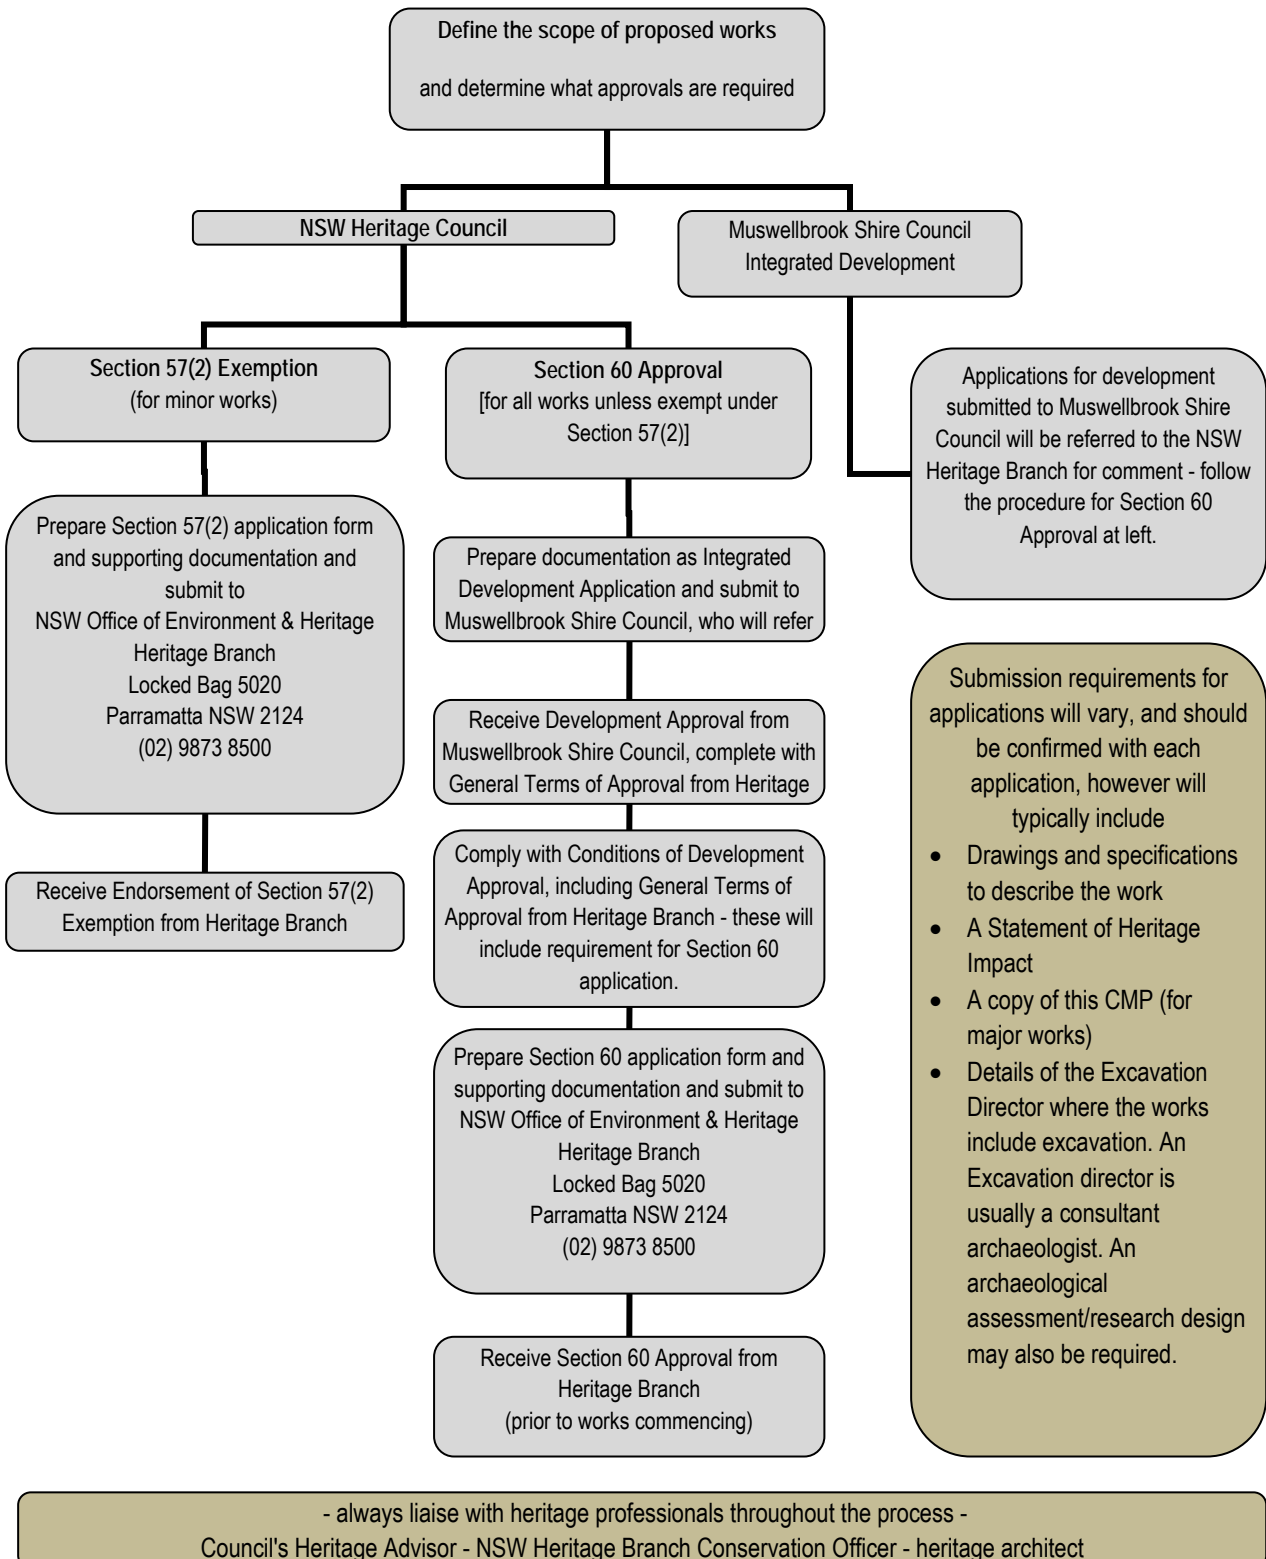 Define the scope of proposed works
and determine what approvals are required
NSW Heritage Council
Muswellbrook Shire Council
Integrated Development
Section 57(2) Exemption
(for minor works)
Section 60 Approval
[for all works unless exempt under
Section 57(2)]
Applications for development
submitted to Muswellbrook Shire
Council will be referred to the NSW
Heritage Branch for comment - follow
the procedure for Section 60
Approval at left.
Prepare Section 57(2) application form
and supporting documentation and
submit to
NSW Office of Environment & Heritage
Heritage Branch
Locked Bag 5020
Parramatta NSW 2124
(02) 9873 8500
Prepare documentation as Integrated
Development Application and submit to
Muswellbrook Shire Council, who will refer
Receive Development Approval from
Muswellbrook Shire Council, complete with
General Terms of Approval from Heritage
Receive Endorsement of Section 57(2)
Exemption from Heritage Branch
Comply with Conditions of Development
Approval, including General Terms of
Approval from Heritage Branch - these will
include requirement for Section 60
application.
Prepare Section 60 application form and
supporting documentation and submit to
NSW Office of Environment & Heritage
Heritage Branch
Locked Bag 5020
Parramatta NSW 2124
(02) 9873 8500
Receive Section 60 Approval from
Heritage Branch
(prior to works commencing)
Submission requirements for
applications will vary, and should
be confirmed with each
application, however will
typically include
• Drawings and specifications
to describe the work
• A Statement of Heritage
Impact
• A copy of this CMP (for
major works)
• Details of the Excavation
Director where the works
include excavation. An
Excavation director is
usually a consultant
archaeologist. An
archaeological
assessment/research design
may also be required.
- always liaise with heritage professionals throughout the process -
Council's Heritage Advisor - NSW Heritage Branch Conservation Officer - heritage architect